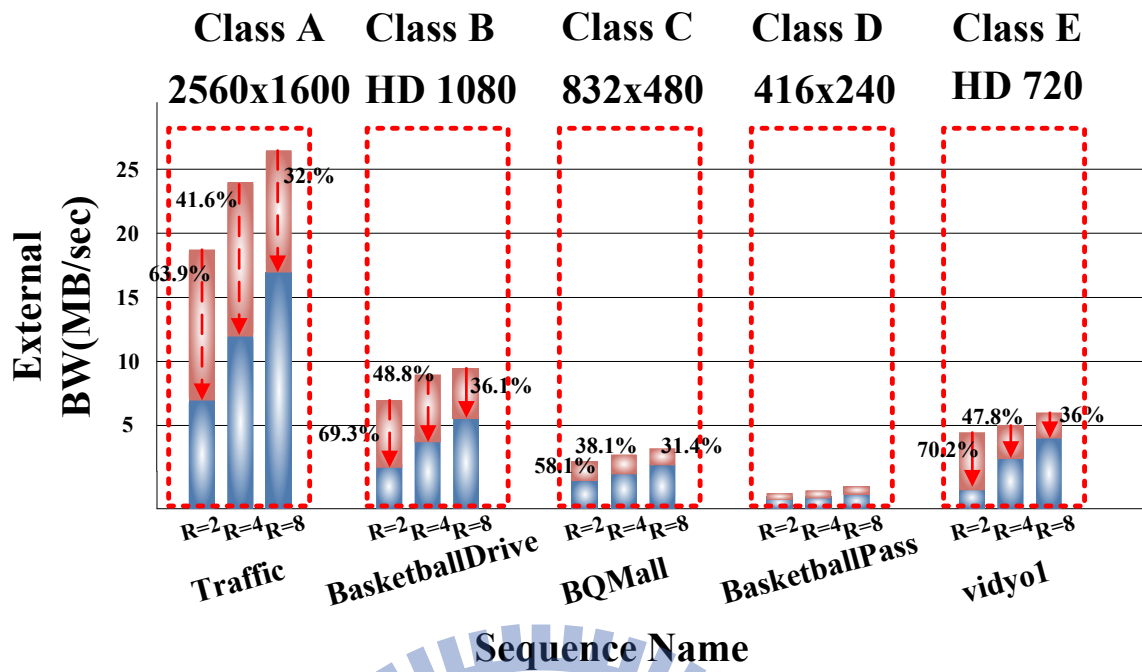 Class A Class B Class C Class D Class E
2560x1600 HD 1080 832x480 416x240 HD 720
External
BW(MB/sec)
25
20
15
10
5
32.%
41.6%
63.9%
48.8%
36.1%
69.3%
38.1%
31.4%
58.1%
47.8%
36%
70.2%
R=2 R=4 R=8 R=2 R=4 R=8 R=2 R=4 R=8 R=2 R=4 R=8 R=2 R=4 R=8
Traffic BasketballDrive BQMall BasketballPass vidyo1
Sequence Name